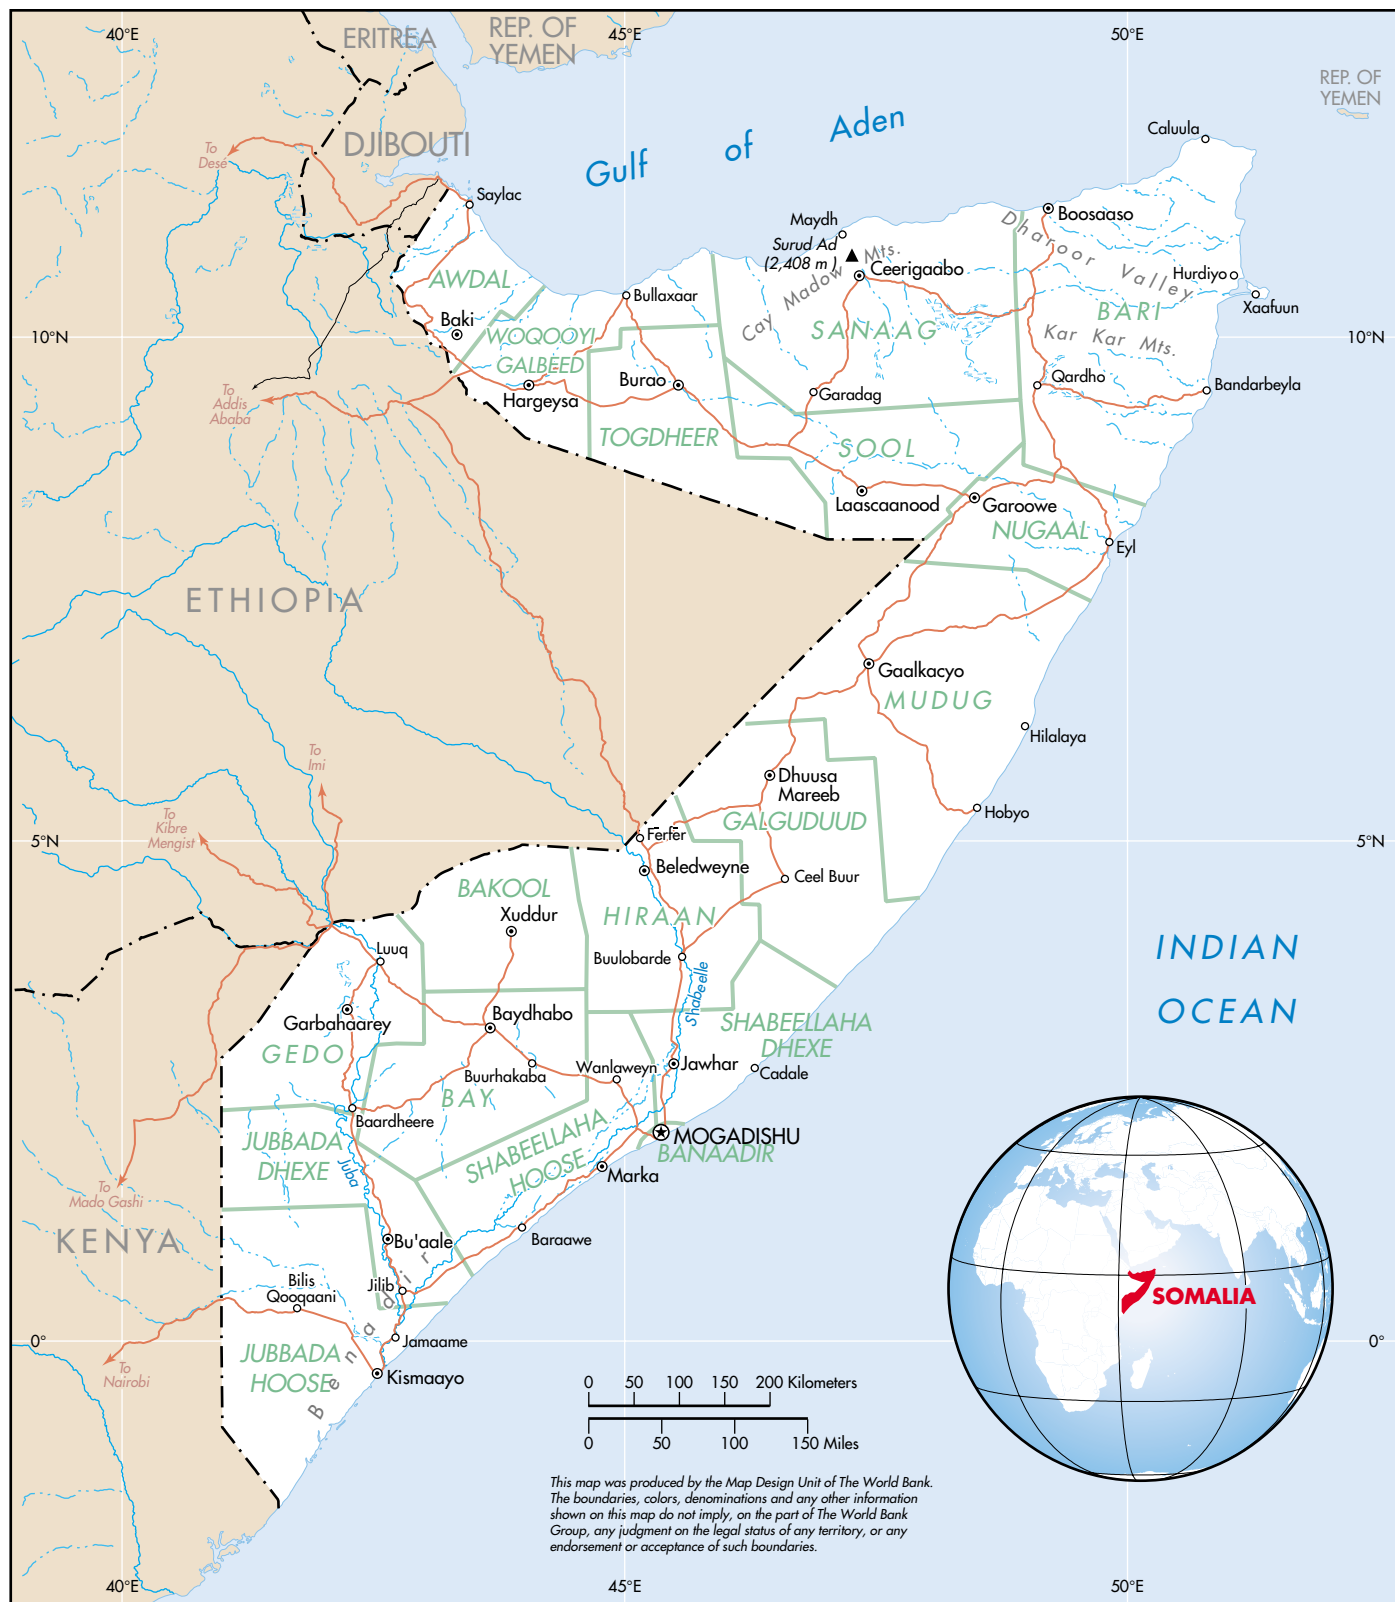 40°E
45°E
50°E
ERITREA
REP. OF
YEMEN
REP. OF
YEMEN
DJIBOUTI
Gulf of Aden
To
Desé
Caluula
Saylac
Maydh
Surud Ad
(2,408 m)
Boosaaso
Dharoor Valley
Cay Madow Mts.
Ceerigaabo
Hurdiyo
Xaafuun
AWDAL
Bullaxaar
BARI
Baki
WOQOOYI
GALBEED
SANAAG
Kar Kar Mts.
10°N
10°N
To
Addis
Ababa
Hargeysa
Burao
Garadag
Qardho
Bandarbeyla
TOGDHEER
SOOL
Laascaanood
Garoowe
NUGAAL
Eyl
ETHIOPIA
Gaalkacyo
MUDUG
Hilalaya
To
Imi
Dhuusa
Mareeb
GALGUDUUD
Hobyo
To
Kibre
Mengist
5°N
Ferfer
5°N
Beledweyne
Ceel Buur
BAKOOL
Xuddur
HIRAAN
Luuq
Buulobarde
Shabeelle
INDIAN
OCEAN
Garbahaarey
Baydhabo
GEDO
SHABEELLAHA
DHEXE
Buurhakaba
Wanlaweyn
Jawhar
Cadale
BAY
Baardheere
JUBBADA
DHEXE
Juba
SHABEELLAHA
HOOSE
MOGADISHU
BANAADIR
Marka
To
Mado Gashi
KENYA
Bu'aale
Baraawe
Bilis
Qooqaani
Jilib
Benadir
SOMALIA
0°
Jamaame
0°
To
Nairobi
JUBBADA
HOOSE
Kismaayo
0 50 100 150 200 Kilometers
0 50 100 150 Miles
This map was produced by the Map Design Unit of The World Bank.
The boundaries, colors, denominations and any other information
shown on this map do not imply, on the part of The World Bank
Group, any judgment on the legal status of any territory, or any
endorsement or acceptance of such boundaries.
40°E
45°E
50°E